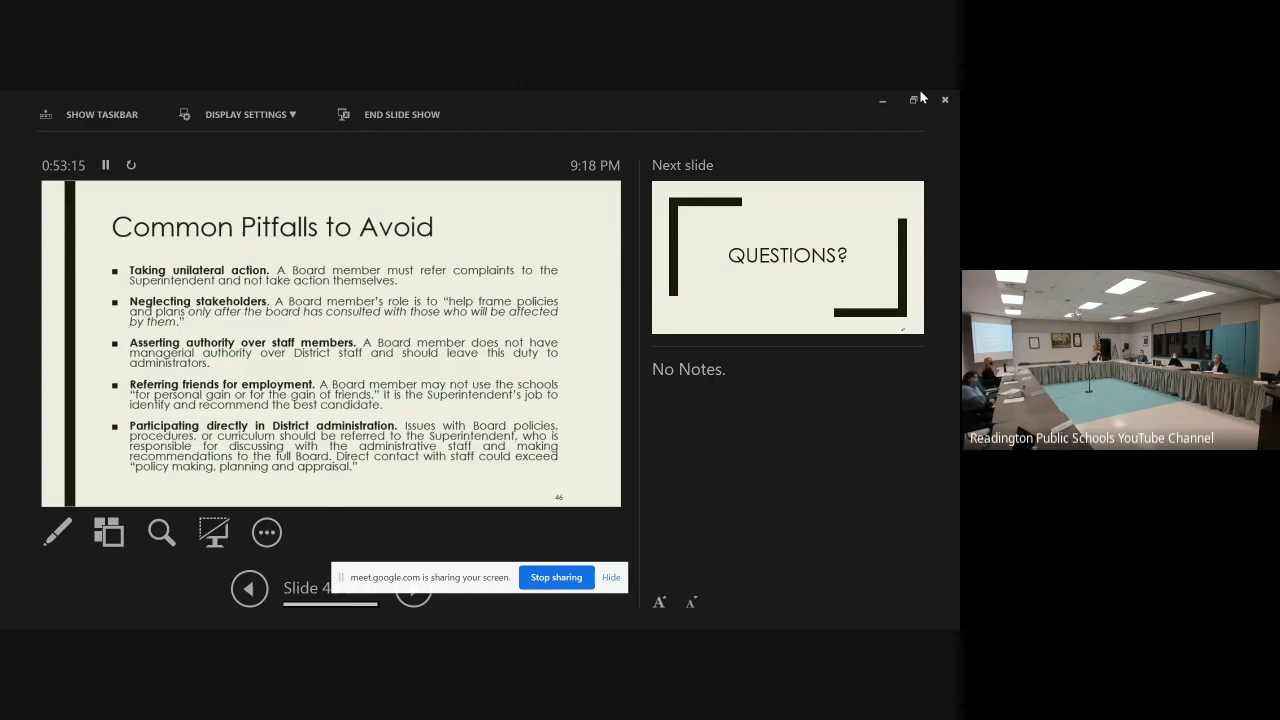 SHOW TASKBAR
DISPLAY SETTINGS ▼
END SLIDE SHOW
0:53:15
9:18 PM
Next slide
Common Pitfalls to Avoid
■ Taking unilateral action. A Board member must refer complaints to the
Superintendent and not take action themselves.
■ Neglecting stakeholders. A Board member's role is to "help frame policies
and plans only after the board has consulted with those who will be affected
by them."
■ Asserting authority over staff members. A Board member does not have
managerial authority over District staff and should leave this duty to
administrators.
■ Referring friends for employment. A Board member may not use the schools
"for personal gain or for the gain of friends." It is the Superintendent's job to
identify and recommend the best candidate.
■ Participating directly in District administration. Issues with Board policies,
procedures, or curriculum should be referred to the Superintendent, who is
responsible for discussing with the administrative staff and making
recommendations to the full Board. Direct contact with staff could exceed
"policy making, planning and appraisal."
46
QUESTIONS?
47
No Notes.
Readington Public Schools YouTube Channel
meet.google.com is sharing your screen.
Stop sharing
Hide
Slide 4
A A